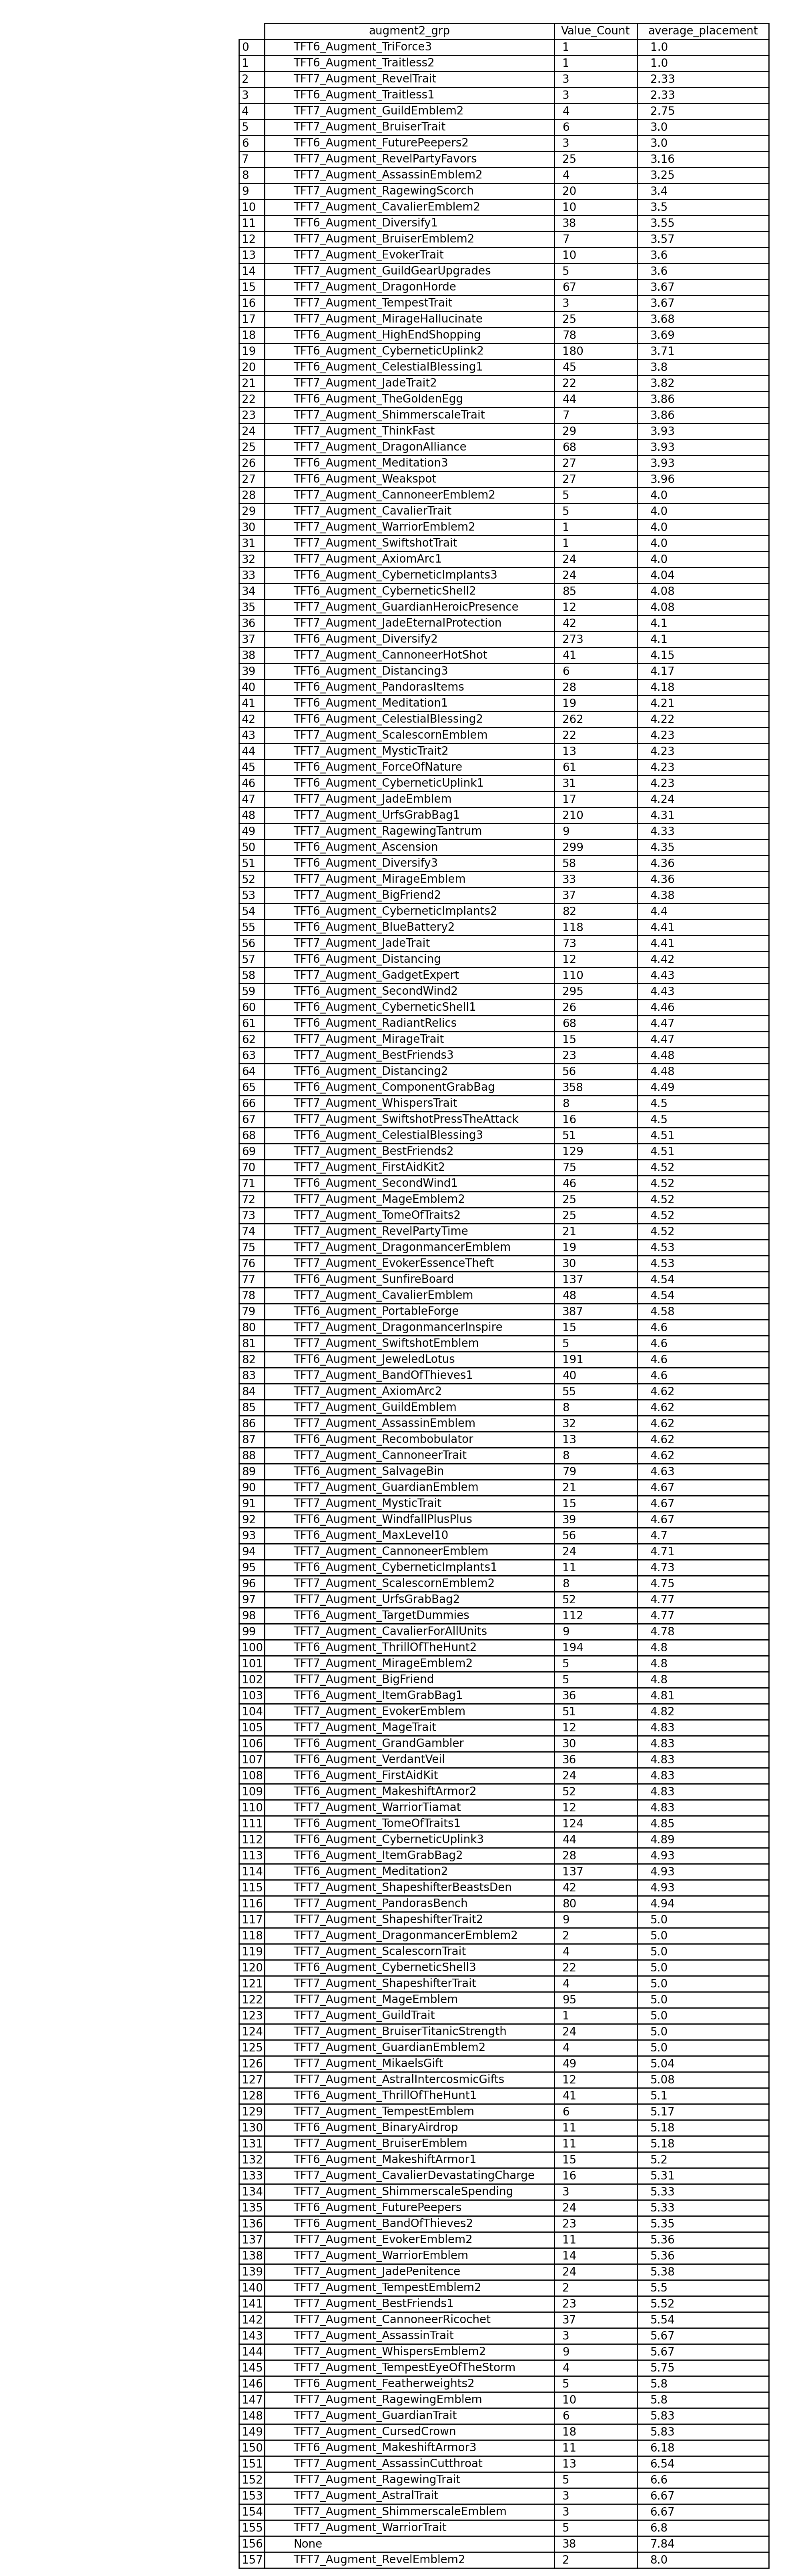 augment2_grp Value_Count average_placement
0 TFT6_Augment_TriForce3 1 1.0
1 TFT6_Augment_Traitless2 1 1.0
2 TFT7_Augment_RevelTrait 3 2.33
3 TFT6_Augment_Traitless1 3 2.33
4 TFT7_Augment_GuildEmblem2 4 2.75
5 TFT7_Augment_BruiserTrait 6 3.0
6 TFT6_Augment_FuturePeepers2 3 3.0
7 TFT7_Augment_RevelPartyFavors 25 3.16
8 TFT7_Augment_AssassinEmblem2 4 3.25
9 TFT7_Augment_RagewingScorch 20 3.4
10 TFT7_Augment_CavalierEmblem2 10 3.5
11 TFT6_Augment_Diversify1 38 3.55
12 TFT7_Augment_BruiserEmblem2 7 3.57
13 TFT7_Augment_EvokerTrait 10 3.6
14 TFT7_Augment_GuildGearUpgrades 5 3.6
15 TFT7_Augment_DragonHorde 67 3.67
16 TFT7_Augment_TempestTrait 3 3.67
17 TFT7_Augment_MirageHallucinate 25 3.68
18 TFT6_Augment_HighEndShopping 78 3.69
19 TFT6_Augment_CyberneticUplink2 180 3.71
20 TFT6_Augment_CelestialBlessing1 45 3.8
21 TFT7_Augment_JadeTrait2 22 3.82
22 TFT6_Augment_TheGoldenEgg 44 3.86
23 TFT7_Augment_ShimmerscaleTrait 7 3.86
24 TFT7_Augment_ThinkFast 29 3.93
25 TFT7_Augment_DragonAlliance 68 3.93
26 TFT6_Augment_Meditation3 27 3.93
27 TFT6_Augment_Weakspot 27 3.96
28 TFT7_Augment_CannoneerEmblem2 5 4.0
29 TFT7_Augment_CavalierTrait 5 4.0
30 TFT7_Augment_WarriorEmblem2 1 4.0
31 TFT7_Augment_SwiftshotTrait 1 4.0
32 TFT7_Augment_AxiomArc1 24 4.0
33 TFT6_Augment_CyberneticImplants3 24 4.04
34 TFT6_Augment_CyberneticShell2 85 4.08
35 TFT7_Augment_GuardianHeroicPresence 12 4.08
36 TFT7_Augment_JadeEternalProtection 42 4.1
37 TFT6_Augment_Diversify2 273 4.1
38 TFT7_Augment_CannoneerHotShot 41 4.15
39 TFT6_Augment_Distancing3 6 4.17
40 TFT6_Augment_PandorasItems 28 4.18
41 TFT6_Augment_Meditation1 19 4.21
42 TFT6_Augment_CelestialBlessing2 262 4.22
43 TFT7_Augment_ScalescornEmblem 22 4.23
44 TFT7_Augment_MysticTrait2 13 4.23
45 TFT6_Augment_ForceOfNature 61 4.23
46 TFT6_Augment_CyberneticUplink1 31 4.23
47 TFT7_Augment_JadeEmblem 17 4.24
48 TFT7_Augment_UrfsGrabBag1 210 4.31
49 TFT7_Augment_RagewingTantrum 9 4.33
50 TFT6_Augment_Ascension 299 4.35
51 TFT6_Augment_Diversify3 58 4.36
52 TFT7_Augment_MirageEmblem 33 4.36
53 TFT7_Augment_BigFriend2 37 4.38
54 TFT6_Augment_CyberneticImplants2 82 4.4
55 TFT6_Augment_BlueBattery2 118 4.41
56 TFT7_Augment_JadeTrait 73 4.41
57 TFT6_Augment_Distancing 12 4.42
58 TFT7_Augment_GadgetExpert 110 4.43
59 TFT6_Augment_SecondWind2 295 4.43
60 TFT6_Augment_CyberneticShell1 26 4.46
61 TFT6_Augment_RadiantRelics 68 4.47
62 TFT7_Augment_MirageTrait 15 4.47
63 TFT7_Augment_BestFriends3 23 4.48
64 TFT6_Augment_Distancing2 56 4.48
65 TFT6_Augment_ComponentGrabBag 358 4.49
66 TFT7_Augment_WhispersTrait 8 4.5
67 TFT7_Augment_SwiftshotPressTheAttack 16 4.5
68 TFT6_Augment_CelestialBlessing3 51 4.51
69 TFT7_Augment_BestFriends2 129 4.51
70 TFT7_Augment_FirstAidKit2 75 4.52
71 TFT6_Augment_SecondWind1 46 4.52
72 TFT7_Augment_MageEmblem2 25 4.52
73 TFT7_Augment_TomeOfTraits2 25 4.52
74 TFT7_Augment_RevelPartyTime 21 4.52
75 TFT7_Augment_DragonmancerEmblem 19 4.53
76 TFT7_Augment_EvokerEssenceTheft 30 4.53
77 TFT6_Augment_SunfireBoard 137 4.54
78 TFT7_Augment_CavalierEmblem 48 4.54
79 TFT6_Augment_PortableForge 387 4.58
80 TFT7_Augment_DragonmancerInspire 15 4.6
81 TFT7_Augment_SwiftshotEmblem 5 4.6
82 TFT6_Augment_JeweledLotus 191 4.6
83 TFT7_Augment_BandOfThieves1 40 4.6
84 TFT7_Augment_AxiomArc2 55 4.62
85 TFT7_Augment_GuildEmblem 8 4.62
86 TFT7_Augment_AssassinEmblem 32 4.62
87 TFT6_Augment_Recombobulator 13 4.62
88 TFT7_Augment_CannoneerTrait 8 4.62
89 TFT6_Augment_SalvageBin 79 4.63
90 TFT7_Augment_GuardianEmblem 21 4.67
91 TFT7_Augment_MysticTrait 15 4.67
92 TFT6_Augment_WindfallPlusPlus 39 4.67
93 TFT6_Augment_MaxLevel10 56 4.7
94 TFT7_Augment_CannoneerEmblem 24 4.71
95 TFT6_Augment_CyberneticImplants1 11 4.73
96 TFT7_Augment_ScalescornEmblem2 8 4.75
97 TFT7_Augment_UrfsGrabBag2 52 4.77
98 TFT6_Augment_TargetDummies 112 4.77
99 TFT7_Augment_CavalierForAllUnits 9 4.78
100 TFT6_Augment_ThrillOfTheHunt2 194 4.8
101 TFT7_Augment_MirageEmblem2 5 4.8
102 TFT7_Augment_BigFriend 5 4.8
103 TFT6_Augment_ItemGrabBag1 36 4.81
104 TFT7_Augment_EvokerEmblem 51 4.82
105 TFT7_Augment_MageTrait 12 4.83
106 TFT6_Augment_GrandGambler 30 4.83
107 TFT6_Augment_VerdantVeil 36 4.83
108 TFT6_Augment_FirstAidKit 24 4.83
109 TFT6_Augment_MakeshiftArmor2 52 4.83
110 TFT7_Augment_WarriorTiamat 12 4.83
111 TFT6_Augment_TomeOfTraits1 124 4.85
112 TFT6_Augment_CyberneticUplink3 44 4.89
113 TFT6_Augment_ItemGrabBag2 28 4.93
114 TFT6_Augment_Meditation2 137 4.93
115 TFT7_Augment_ShapeshifterBeastsDen 42 4.93
116 TFT7_Augment_PandorasBench 80 4.94
117 TFT7_Augment_ShapeshifterTrait2 9 5.0
118 TFT7_Augment_DragonmancerEmblem2 2 5.0
119 TFT7_Augment_ScalescornTrait 4 5.0
120 TFT6_Augment_CyberneticShell3 22 5.0
121 TFT7_Augment_ShapeshifterTrait 4 5.0
122 TFT7_Augment_MageEmblem 95 5.0
123 TFT7_Augment_GuildTrait 1 5.0
124 TFT7_Augment_BruiserTitanicStrength 24 5.0
125 TFT7_Augment_GuardianEmblem2 4 5.0
126 TFT7_Augment_MikaelsGift 49 5.04
127 TFT7_Augment_AstralIntercosmicGifts 12 5.08
128 TFT6_Augment_ThrillOfTheHunt1 41 5.1
129 TFT7_Augment_TempestEmblem 6 5.17
130 TFT6_Augment_BinaryAirdrop 11 5.18
131 TFT7_Augment_BruiserEmblem 11 5.18
132 TFT6_Augment_MakeshiftArmor1 15 5.2
133 TFT7_Augment_CavalierDevastatingCharge 16 5.31
134 TFT7_Augment_ShimmerscaleSpending 3 5.33
135 TFT6_Augment_FuturePeepers 24 5.33
136 TFT6_Augment_BandOfThieves2 23 5.35
137 TFT7_Augment_EvokerEmblem2 11 5.36
138 TFT7_Augment_WarriorEmblem 14 5.36
139 TFT7_Augment_JadePenitence 24 5.38
140 TFT7_Augment_TempestEmblem2 2 5.5
141 TFT7_Augment_BestFriends1 23 5.52
142 TFT7_Augment_CannoneerRicochet 37 5.54
143 TFT7_Augment_AssassinTrait 3 5.67
144 TFT7_Augment_WhispersEmblem2 9 5.67
145 TFT7_Augment_TempestEyeOfTheStorm 4 5.75
146 TFT6_Augment_Featherweights2 5 5.8
147 TFT7_Augment_RagewingEmblem 10 5.8
148 TFT7_Augment_GuardianTrait 6 5.83
149 TFT7_Augment_CursedCrown 18 5.83
150 TFT6_Augment_MakeshiftArmor3 11 6.18
151 TFT7_Augment_AssassinCutthroat 13 6.54
152 TFT7_Augment_RagewingTrait 5 6.6
153 TFT7_Augment_AstralTrait 3 6.67
154 TFT7_Augment_ShimmerscaleEmblem 3 6.67
155 TFT7_Augment_WarriorTrait 5 6.8
156 None 38 7.84
157 TFT7_Augment_RevelEmblem2 2 8.0